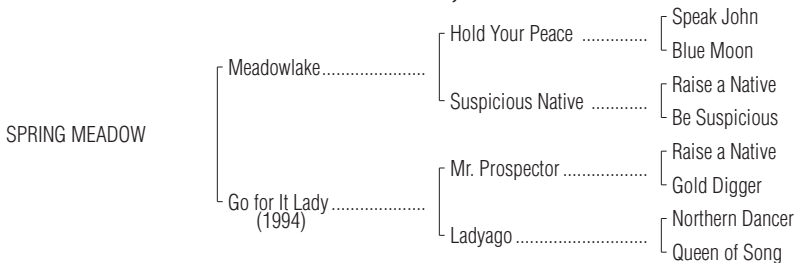 Speak John
Hold Your Peace ..............
Blue Moon
Meadowlake......................
Raise a Native
Suspicious Native ............
Be Suspicious
SPRING MEADOW
Raise a Native
Mr. Prospector ..................
Gold Digger
Go for It Lady ....................
(1994)
Northern Dancer
Ladyago ............................
Queen of Song